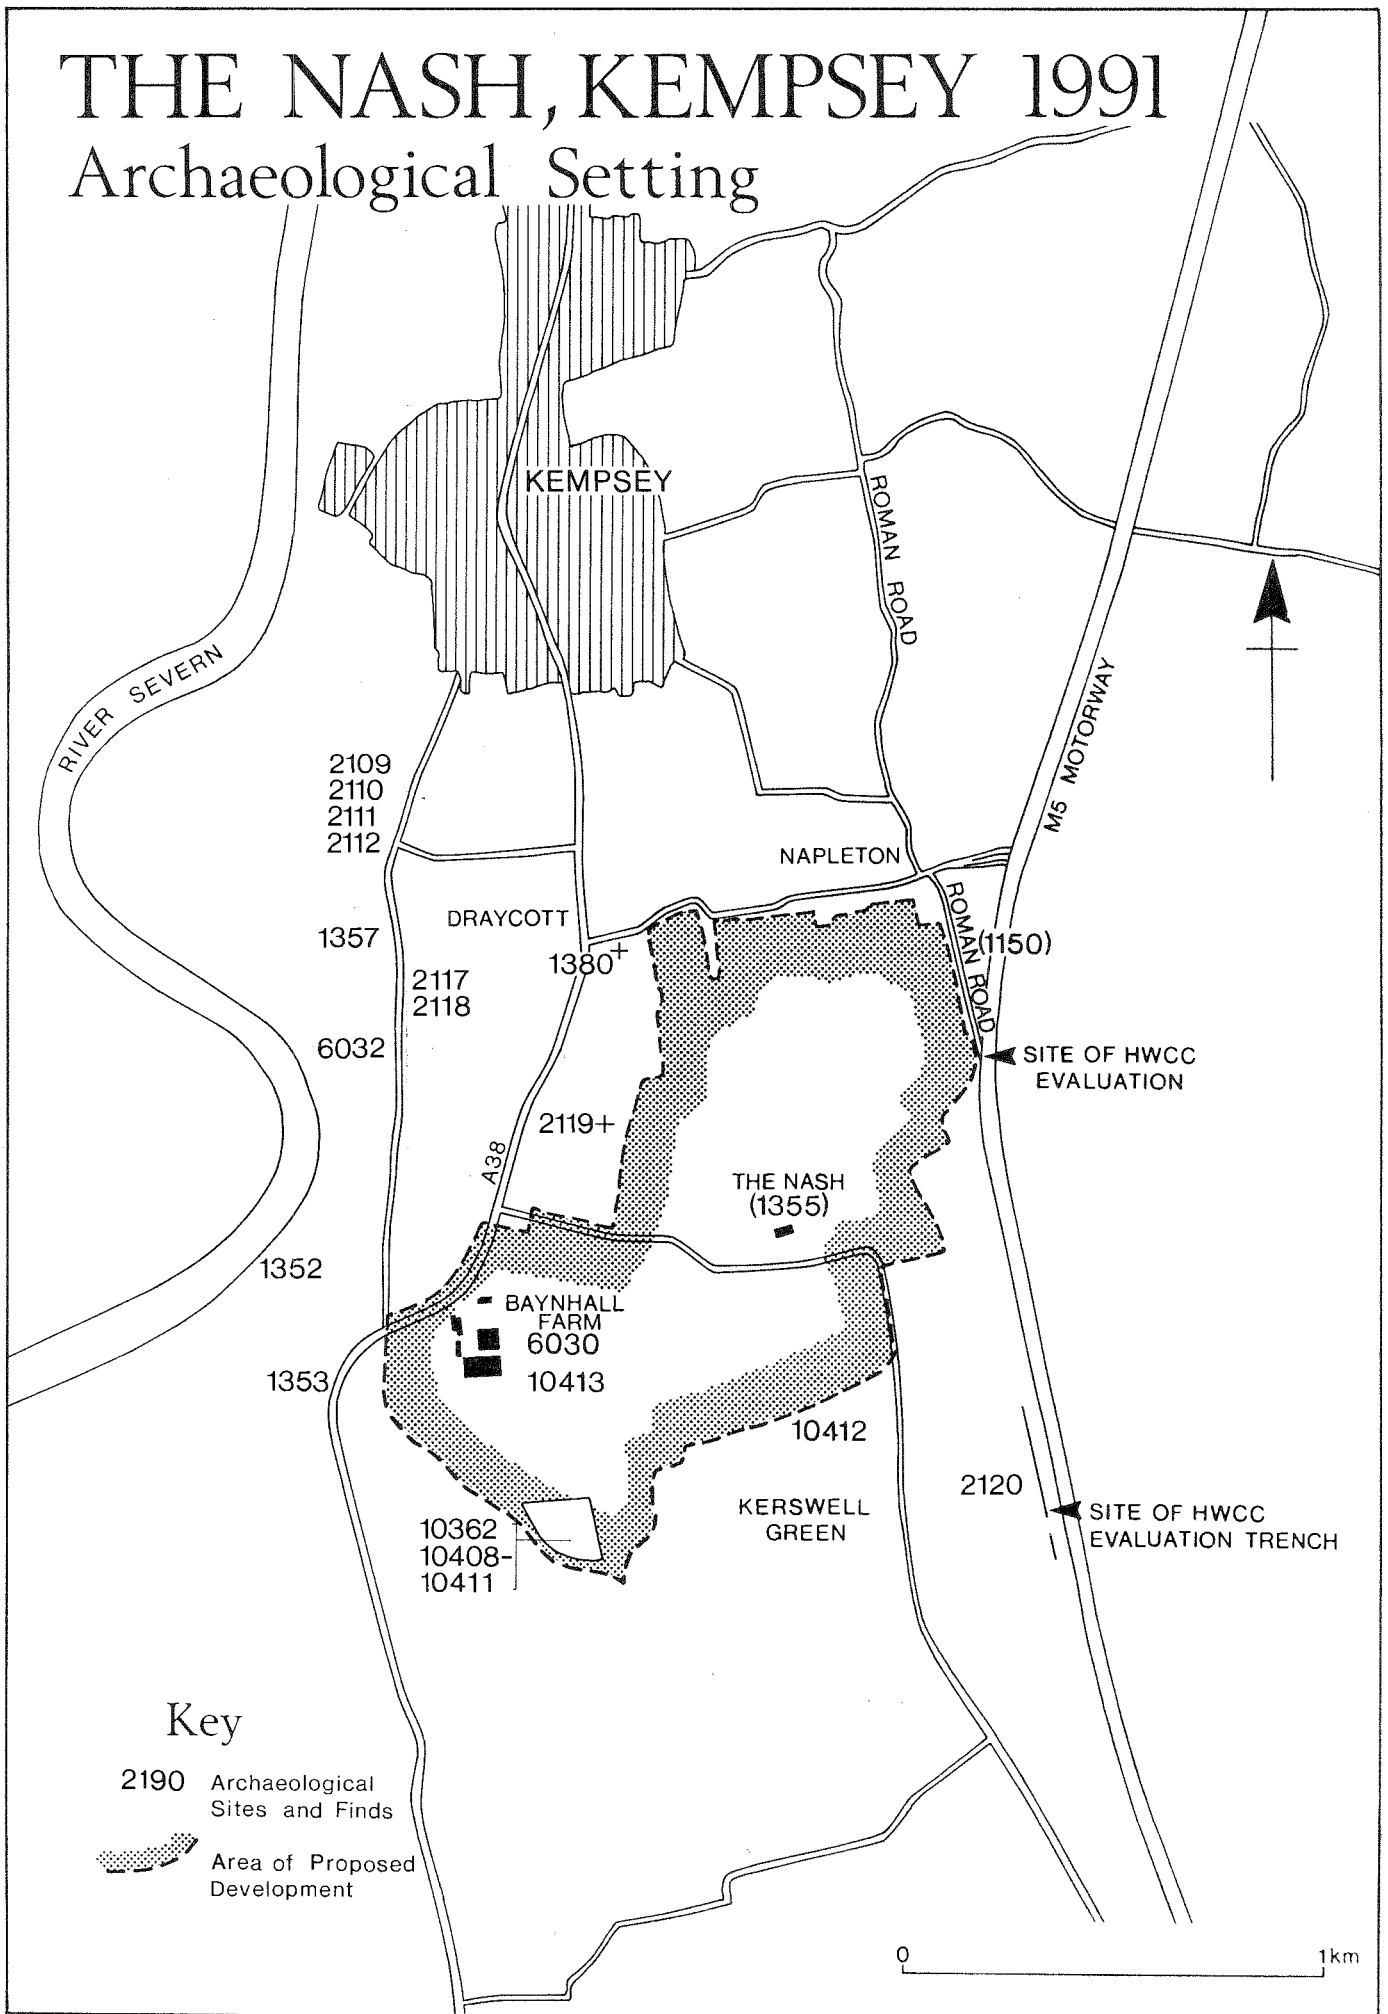 THE NASH, KEMPSEY 1991
Archaeological Setting
KEMPSEY
ROMAN ROAD
RIVER SEVERN
M5 MOTORWAY
2109
2110
2111
2112
NAPLETON
DRAYCOTT
ROMAN ROAD
1357
1380+
(1150)
2117
2118
6032
SITE OF HWCC
EVALUATION
2119+
A38
THE NASH
(1355)
1352
BAYNHALL
FARM
6030
1353
10413
10412
2120
KERSWELL
GREEN
SITE OF HWCC
EVALUATION TRENCH
10362
10408-
10411
Key
2190 Archaeological
Sites and Finds
Area of Proposed
Development
0 1km